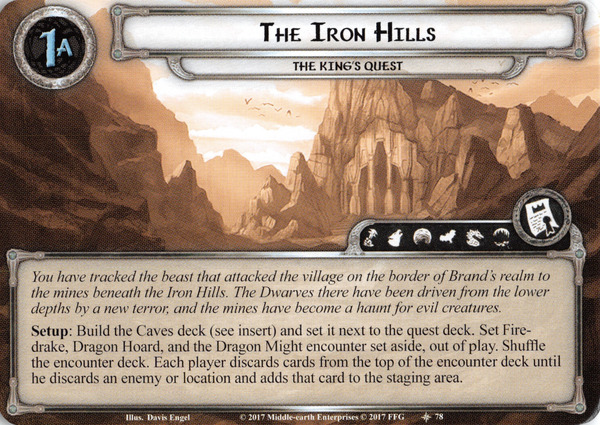 1A
THE IRON HILLS
THE KING'S QUEST
You have tracked the beast that attacked the village on the border of Brand's realm to
the mines beneath the Iron Hills. The Dwarves there have been driven from the lower
depths by a new terror, and the mines have become a haunt for evil creatures.
Setup: Build the Caves deck (see insert) and set it next to the quest deck. Set Fire-
drake, Dragon Hoard, and the Dragon Might encounter set aside, out of play. Shuffle
the encounter deck. Each player discards cards from the top of the encounter deck until
he discards an enemy or location and adds that card to the staging area.
Illus. Davis Engel © 2017 Middle-earth Enterprises © 2017 FFG 78